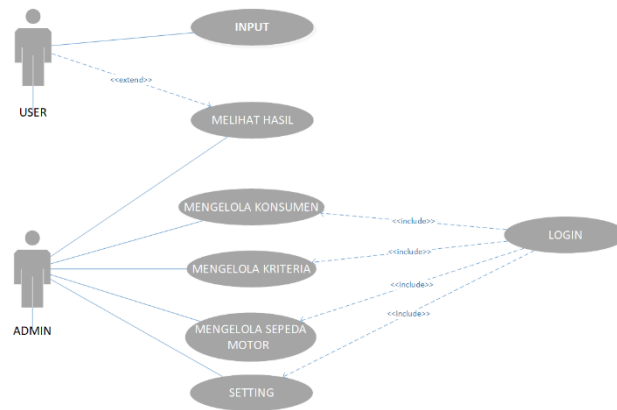 INPUT
<<extend>>
USER
MELIHAT HASIL
MENGELOLA KONSUMEN
<<include>>
LOGIN
<<include>>
MENGELOLA KRITERIA
<<include>>
ADMIN
MENGELOLA SEPEDA
MOTOR
<<include>>
SETTING